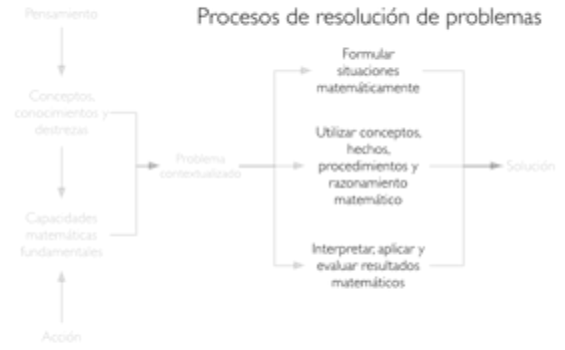 Pensamiento
Procesos de resolución de problemas
Conceptos,
conocimientos y
destrezas
Capacidades
matemáticas
fundamentales
Acción
Problema
contextualizado
Formular
situaciones
matemáticamente
Utilizar conceptos,
hechos,
procedimientos y
razonamiento
matemático
Interpretar, aplicar y
evaluar resultados
matemáticos
Solución